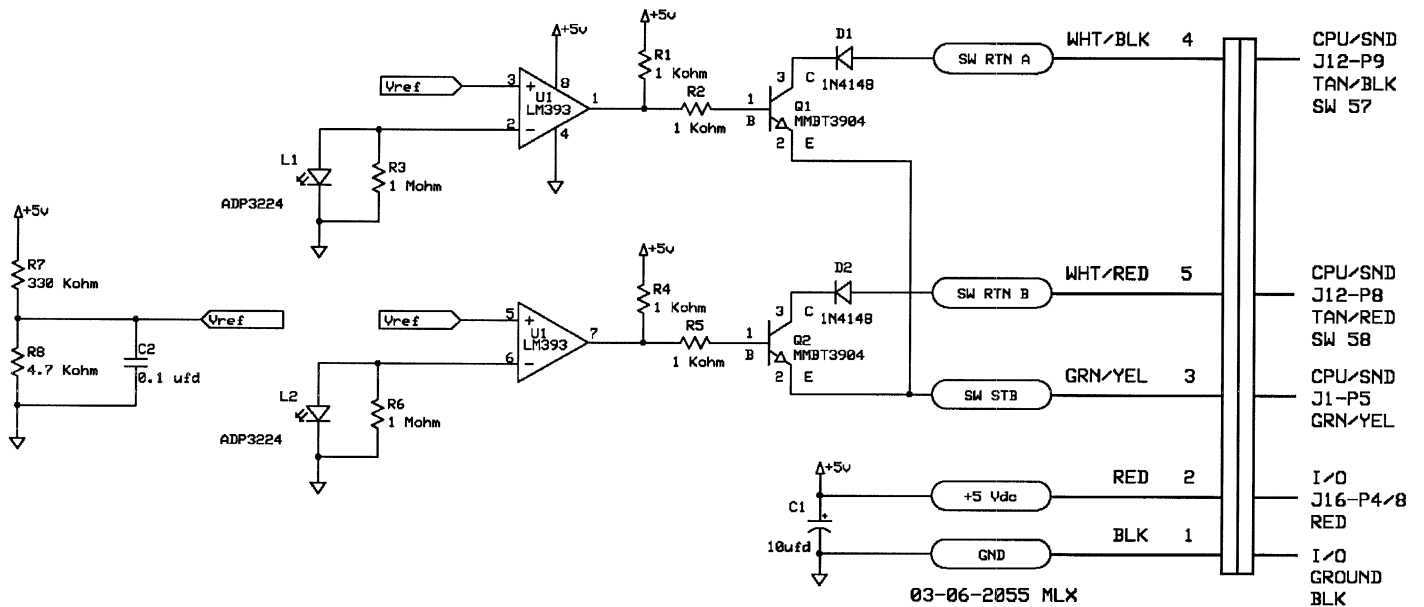 +5v
+5v
R1
1 Kohm
Vref
3
+
8
U1
LM393
1
2
-
4
R2
1 Kohm
D1
1N4148
3
C
1
B
Q1
MMBT3904
2
E
SW RTN A
WHT/BLK 4
CPU/SND
J12-P9
TAN/BLK
SW 57
L1
ADP3224
R3
1 Mohm
+5v
R7
330 Kohm
Vref
R8
4.7 Kohm
C2
0.1 ufd
+5v
R4
1 Kohm
Vref
5
+
U1
LM393
7
6
-
R5
1 Kohm
D2
1N4148
3
C
1
B
Q2
MMBT3904
2
E
SW RTN B
WHT/RED 5
CPU/SND
J12-P8
TAN/RED
SW 58
L2
ADP3224
R6
1 Mohm
SW STB
GRN/YEL 3
CPU/SND
J1-P5
GRN/YEL
+5v
C1
+
10ufd
+5 Vdc
RED 2
I/O
J16-P4/8
RED
GND
BLK 1
I/O
GROUND
BLK
03-06-2055 MLX